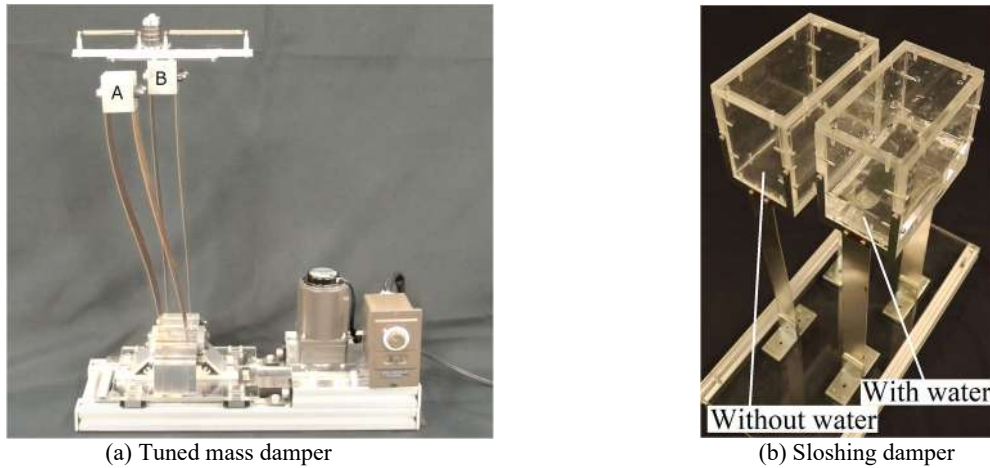 A
B
Without water
With water
(a) Tuned mass damper
(b) Sloshing damper